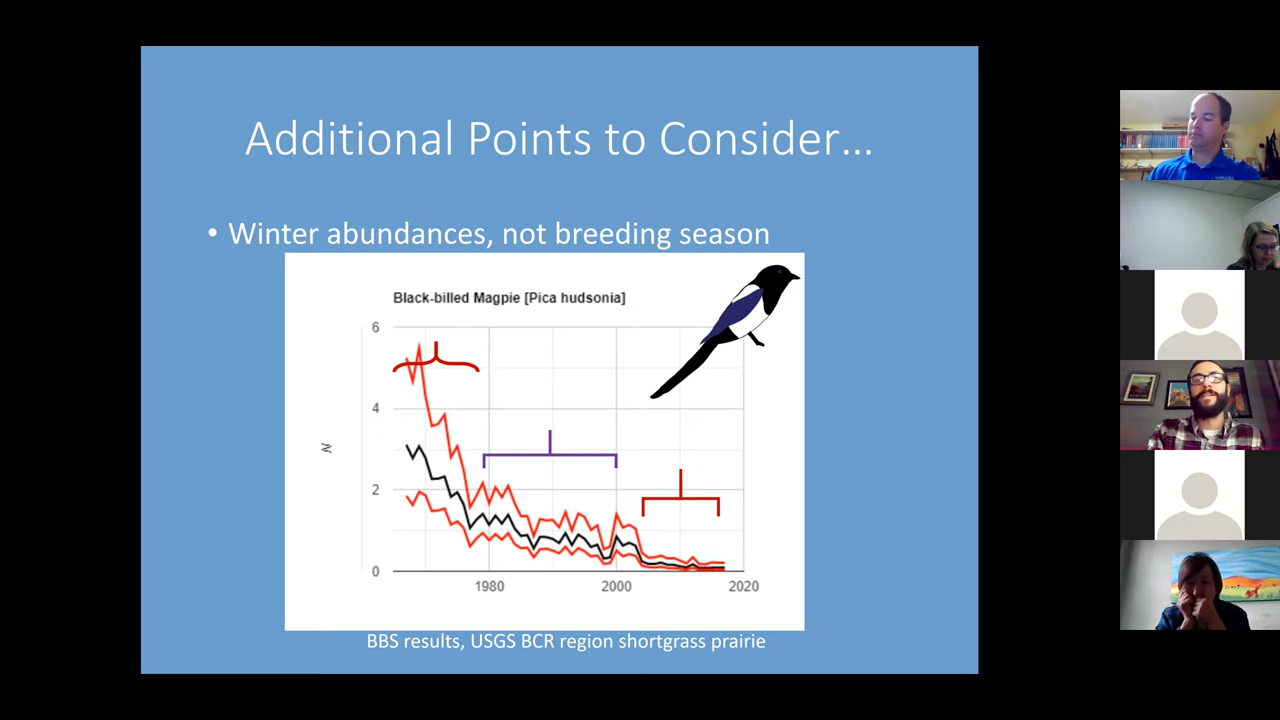 Additional Points to Consider…
• Winter abundances, not breeding season
Black-billed Magpie [Pica hudsonia]
6
4
2
0
N
1980
2000
2020
BBS results, USGS BCR region shortgrass prairie